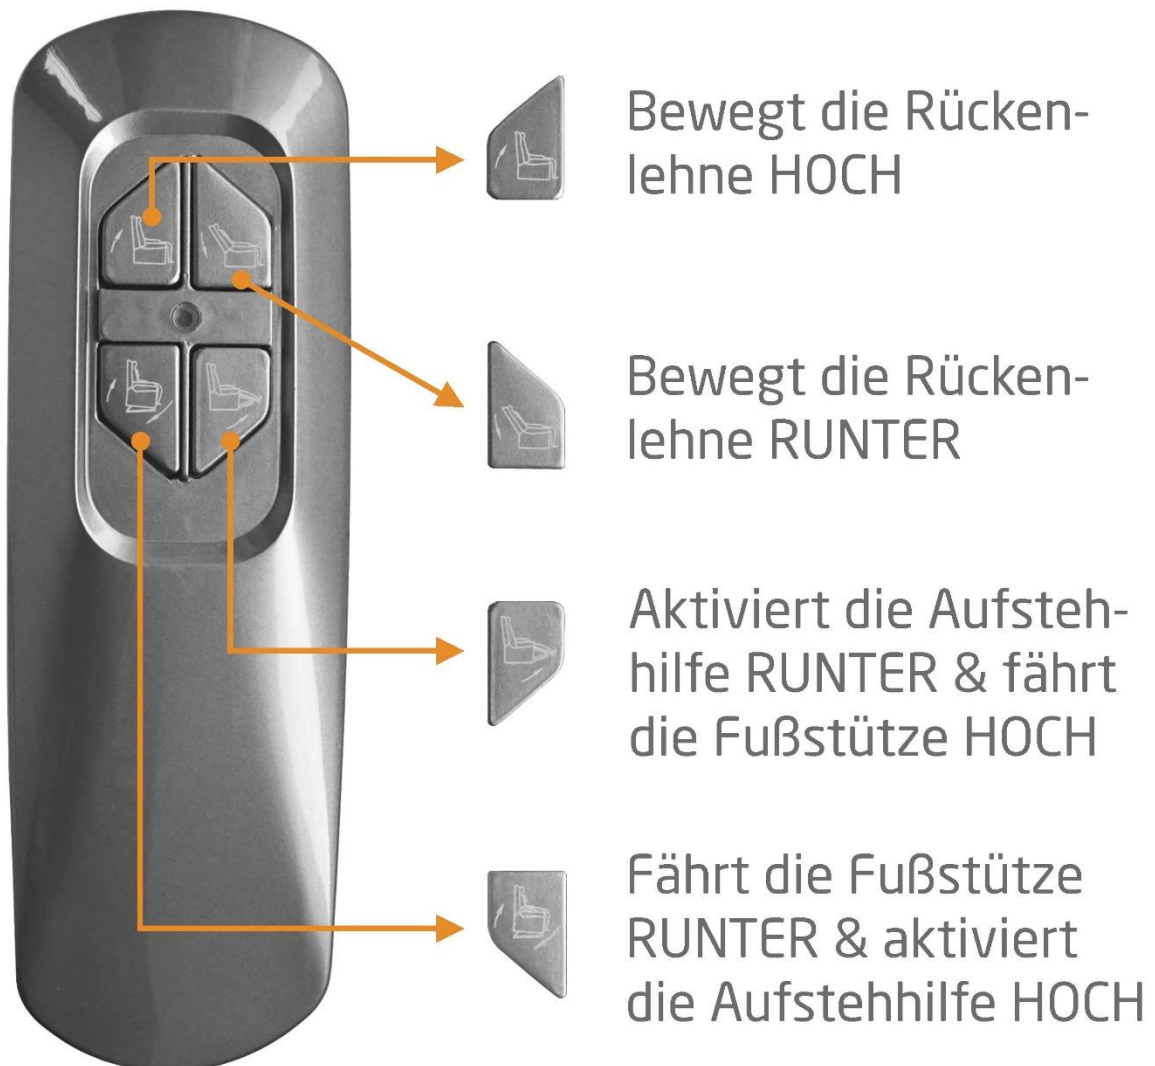 Bewegt die Rücken-
lehne HOCH
Bewegt die Rücken-
lehne RUNTER
Aktiviert die Aufsteh-
hilfe RUNTER & fährt
die Fußstütze HOCH
Fährt die Fußstütze
RUNTER & aktiviert
die Aufstehhilfe HOCH